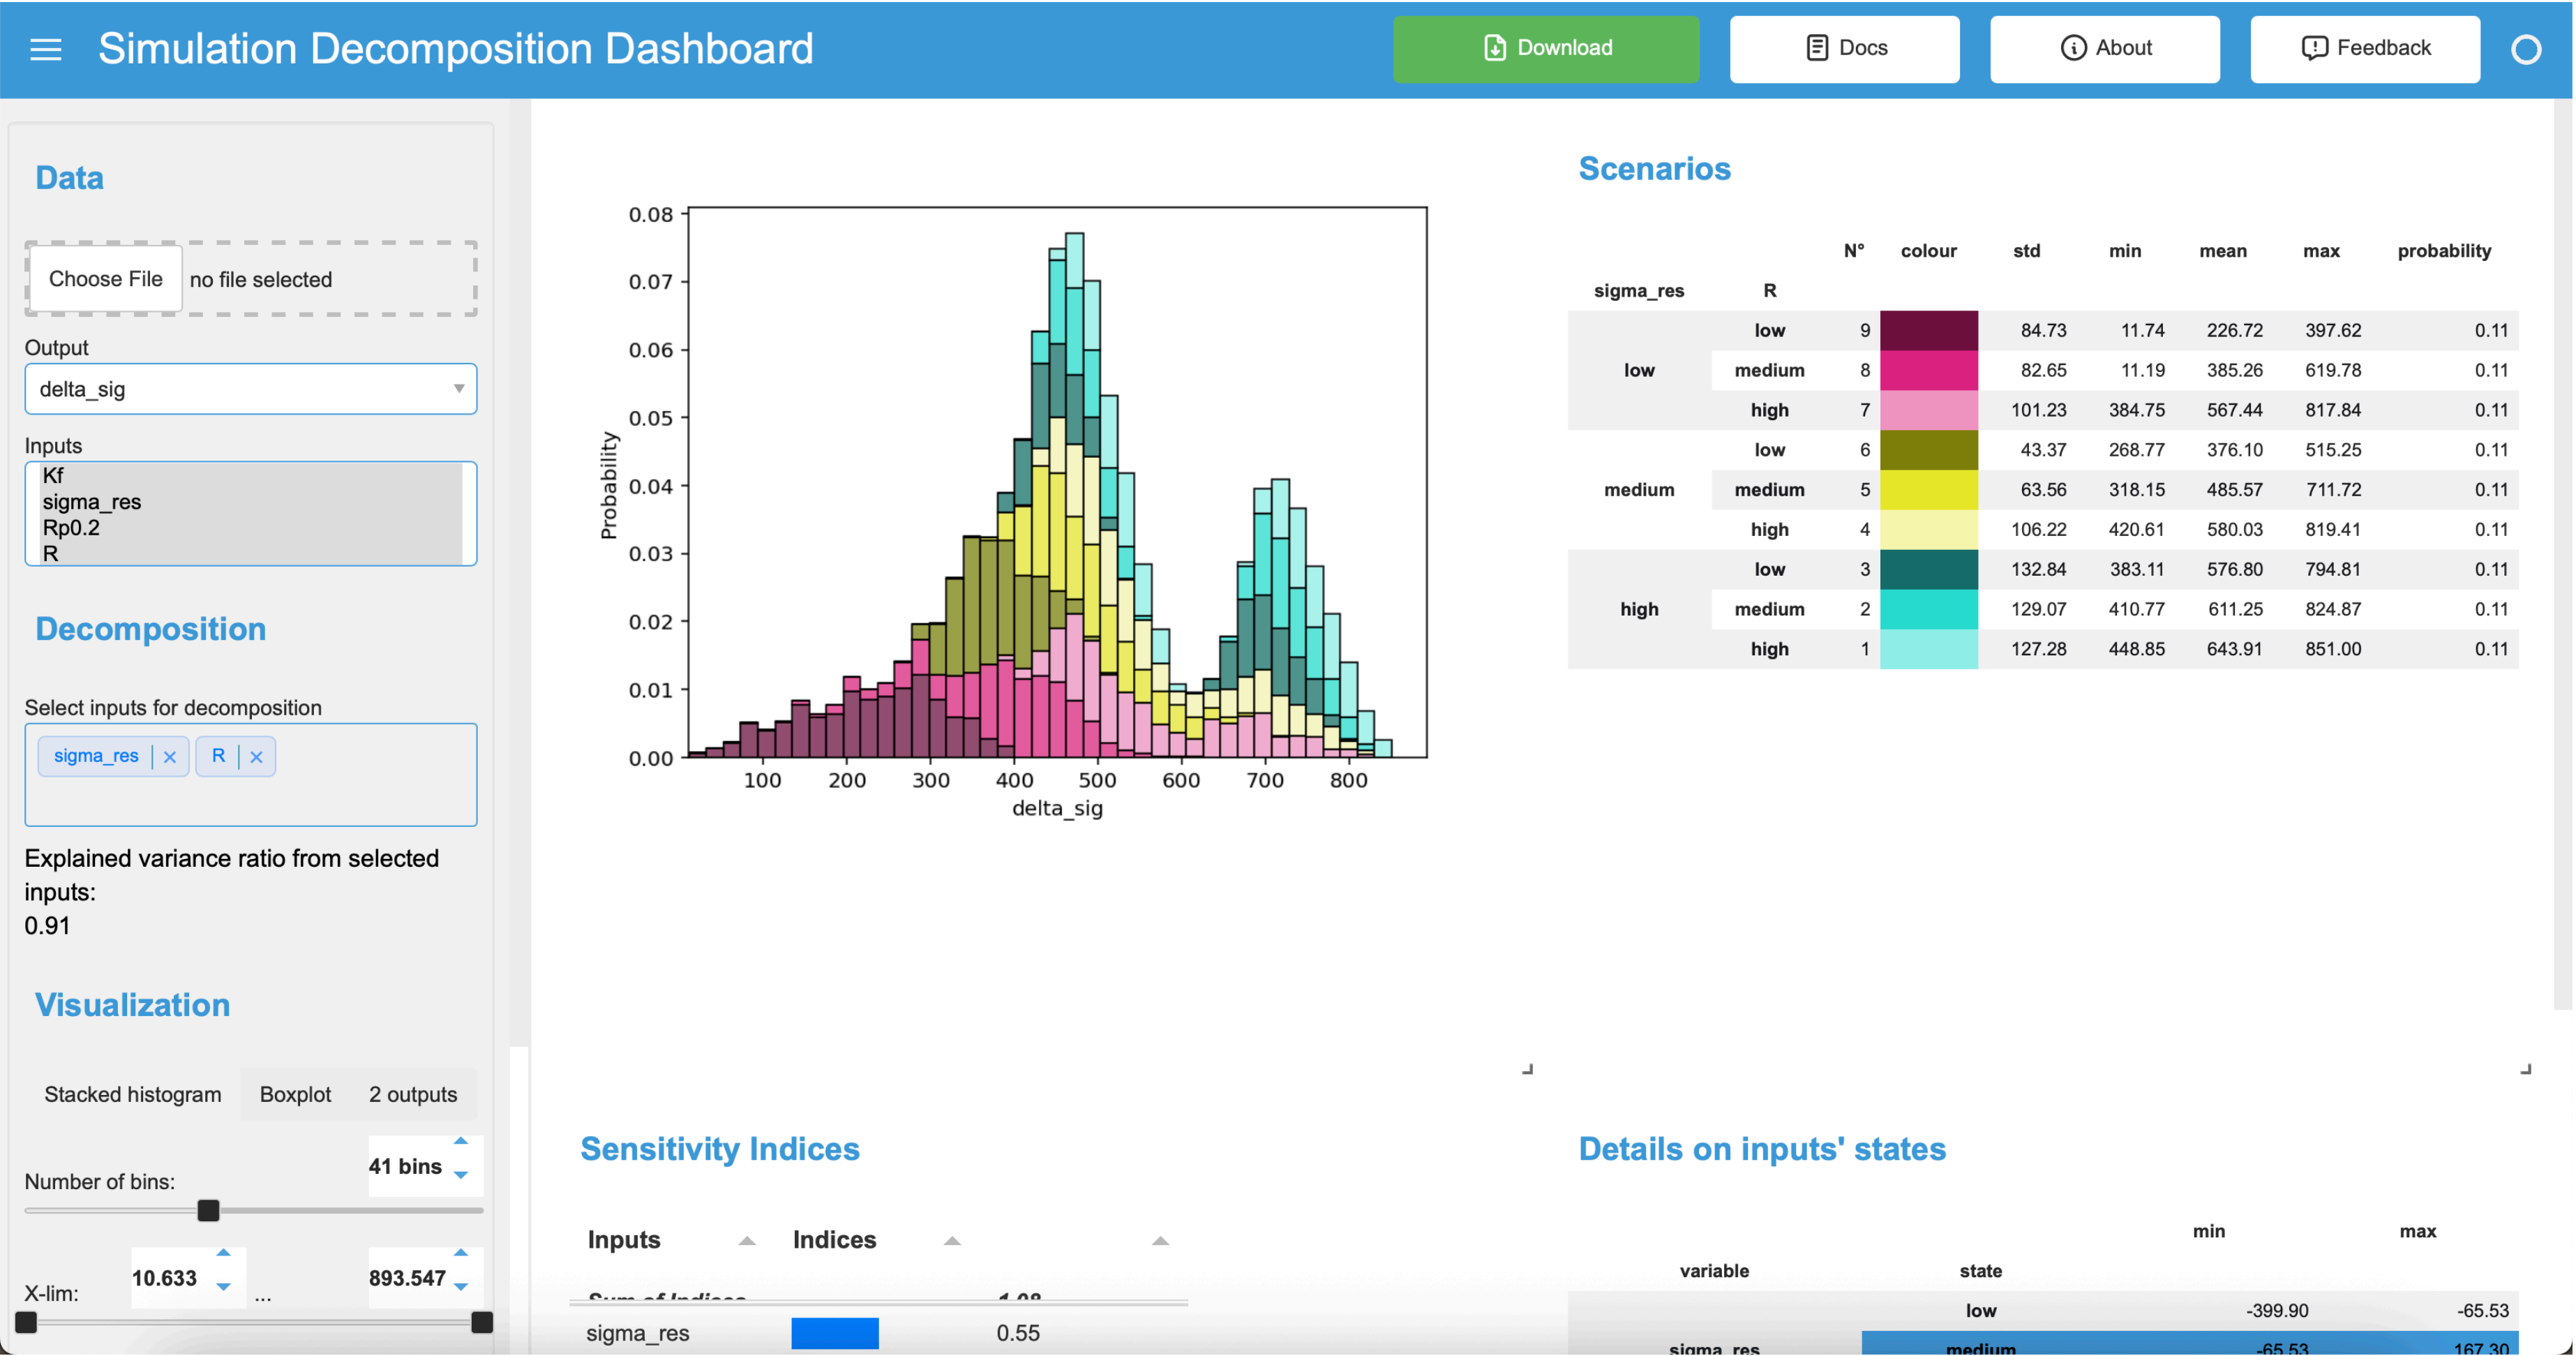 Simulation Decomposition Dashboard
Download
Docs
About
Feedback
Data
Choose File no file selected
Output
delta_sig
Inputs
Kf
sigma_res
Rp0.2
R
Decomposition
Select inputs for decomposition
sigma_res × R ×
Explained variance ratio from selected
inputs:
0.91
Visualization
Stacked histogram Boxplot 2 outputs
Number of bins: 41 bins
X-lim: 10.633 ... 893.547
0.08
0.07
0.06
0.05
0.04
0.03
0.02
0.01
0.00
Probability
100 200 300 400 500 600 700 800
delta_sig
Scenarios
N° colour std min mean max probability
sigma_res R
low low 9 84.73 11.74 226.72 397.62 0.11
medium 8 82.65 11.19 385.26 619.78 0.11
high 7 101.23 384.75 567.44 817.84 0.11
medium low 6 43.37 268.77 376.10 515.25 0.11
medium 5 63.56 318.15 485.57 711.72 0.11
high 4 106.22 420.61 580.03 819.41 0.11
high low 3 132.84 383.11 576.80 794.81 0.11
medium 2 129.07 410.77 611.25 824.87 0.11
high 1 127.28 448.85 643.91 851.00 0.11
Sensitivity Indices
Inputs Indices
Sum of Indices 1.08
sigma_res 0.55
Details on inputs' states
min max
variable state
low -399.90 -65.53
sigma_res medium -65.53 167.30